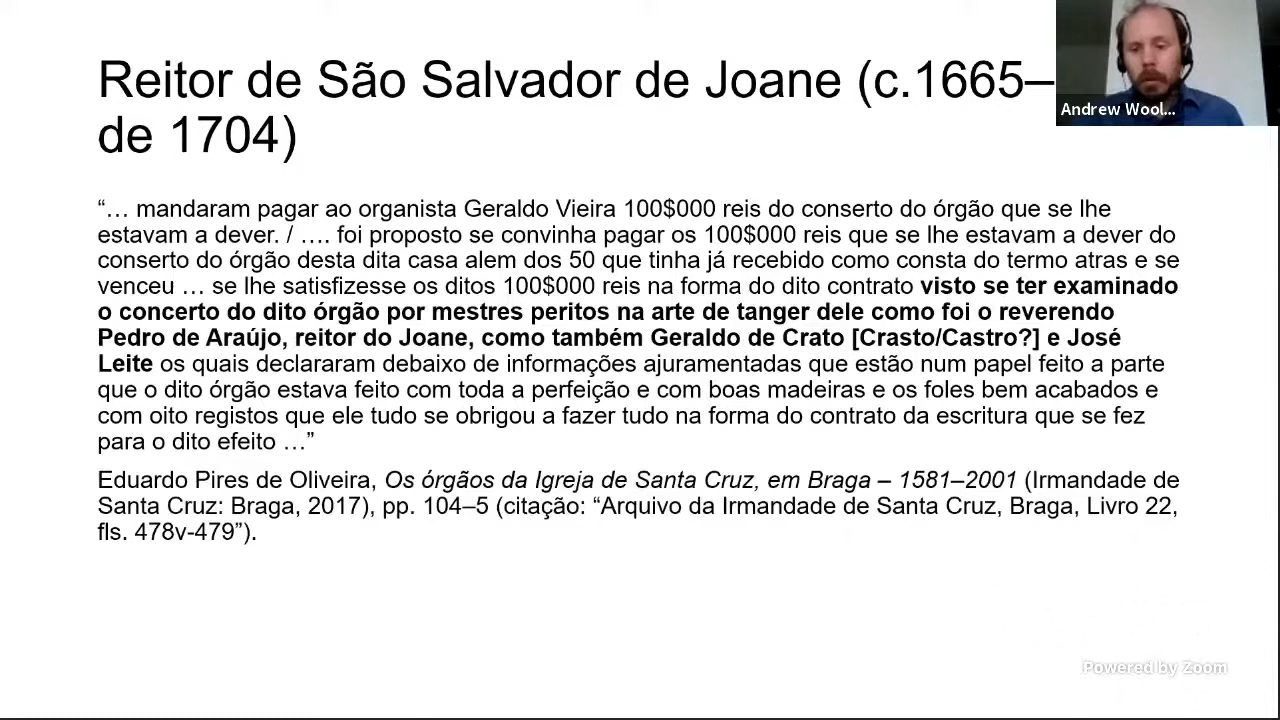 Reitor de São Salvador de Joane (c.1665–
de 1704)
Andrew Wool...
“… mandaram pagar ao organista Geraldo Vieira 100$000 reis do conserto do órgão que se lhe
estavam a dever. / …. foi proposto se convinha pagar os 100$000 reis que se lhe estavam a dever do
conserto do órgão desta dita casa alem dos 50 que tinha já recebido como consta do termo atras e se
venceu … se lhe satisfizesse os ditos 100$000 reis na forma do dito contrato visto se ter examinado
o concerto do dito órgão por mestres peritos na arte de tanger dele como foi o reverendo
Pedro de Araújo, reitor do Joane, como também Geraldo de Crato [Crasto/Castro?] e José
Leite os quais declararam debaixo de informações ajuramentadas que estão num papel feito a parte
que o dito órgão estava feito com toda a perfeição e com boas madeiras e os foles bem acabados e
com oito registos que ele tudo se obrigou a fazer tudo na forma do contrato da escritura que se fez
para o dito efeito …”
Eduardo Pires de Oliveira, Os órgãos da Igreja de Santa Cruz, em Braga – 1581–2001 (Irmandade de
Santa Cruz: Braga, 2017), pp. 104–5 (citação: “Arquivo da Irmandade de Santa Cruz, Braga, Livro 22,
fls. 478v-479”).
Powered by Zoom